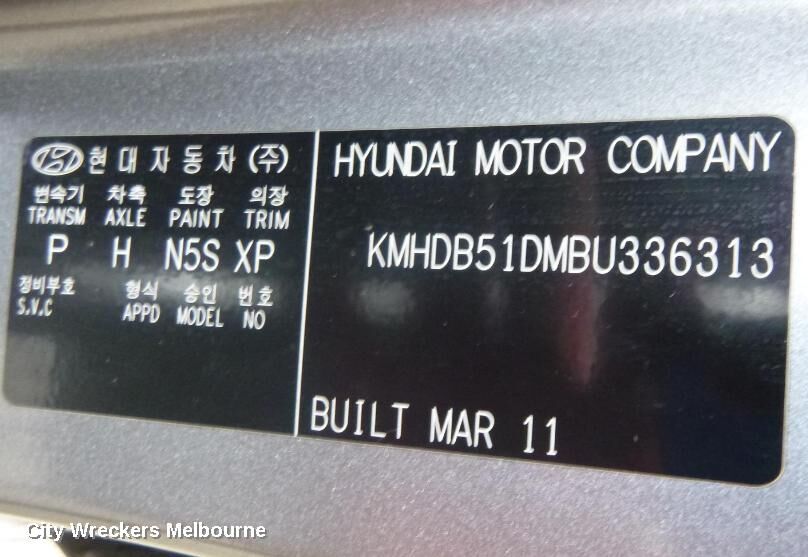 현대자동차 (주)
변속기 차축 도장 의장
TRANSM AXLE PAINT TRIM
P H N5S XP
정비부호 형식 승인 번호
S.V.C APPD MODEL NO
HYUNDAI MOTOR COMPANY
KMHDB51DMBU336313
BUILT MAR 11
City Wreckers Melbourne